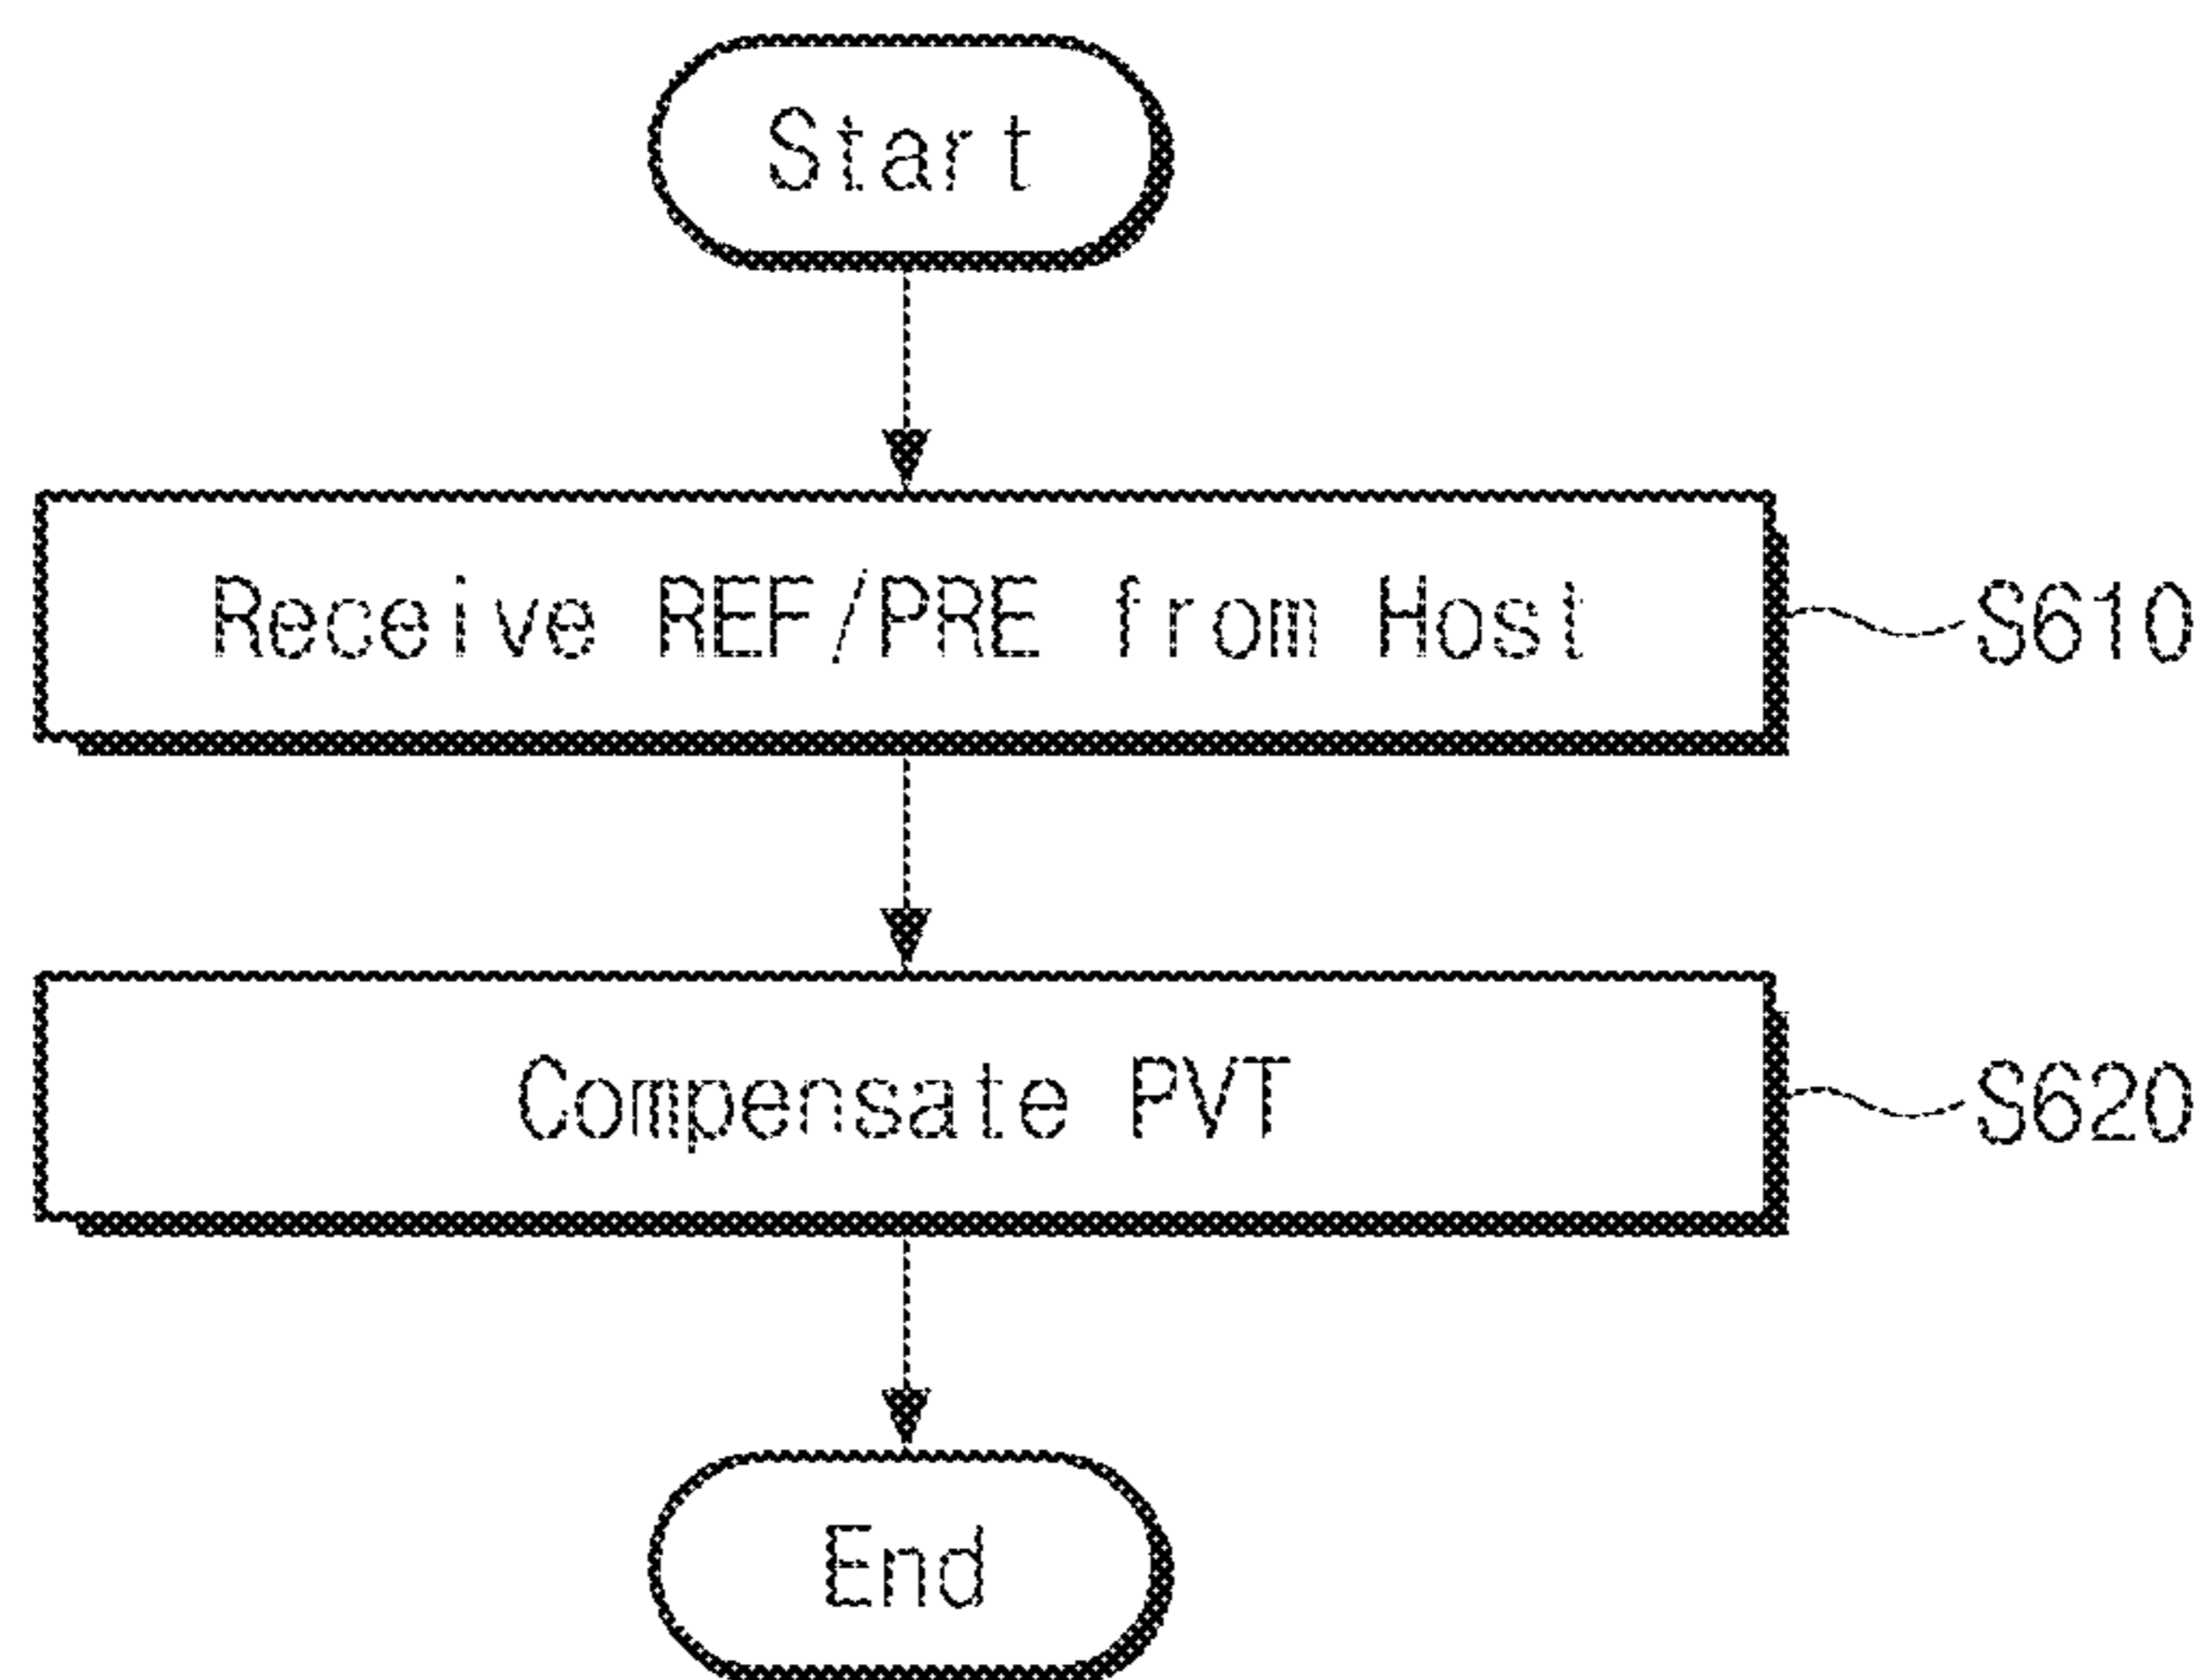 Start
Receive REF/PRE from Host
S610
Compensate PVT
S620
End